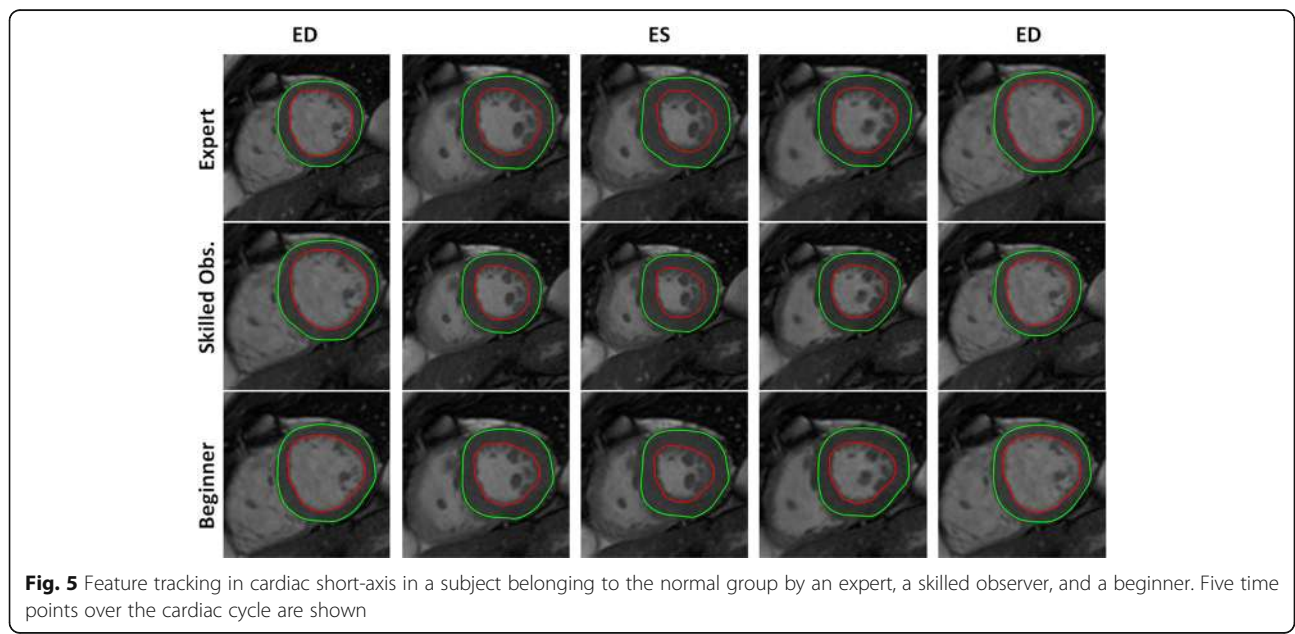 ED ES ED
Expert
Skilled Obs.
Beginner
Fig. 5 Feature tracking in cardiac short-axis in a subject belonging to the normal group by an expert, a skilled observer, and a beginner. Five time
points over the cardiac cycle are shown